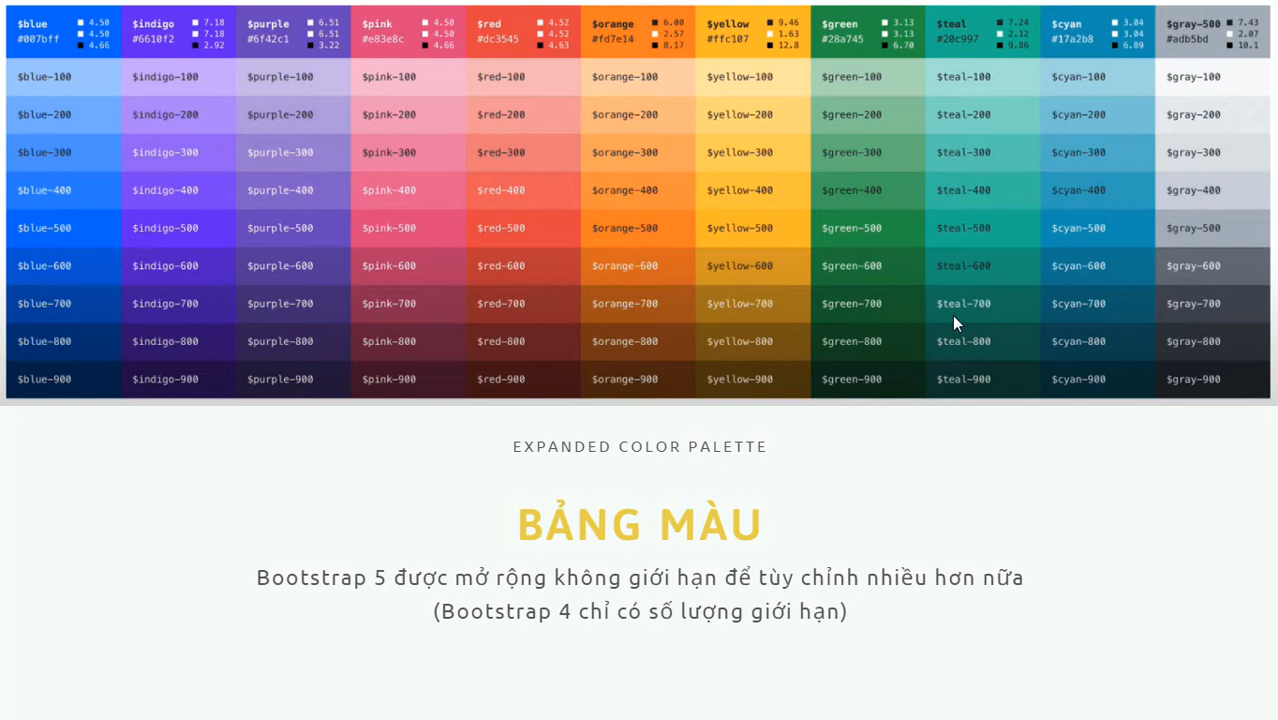 $blue
#007bff
4.50
4.50
4.66
$indigo
#6610f2
7.18
7.18
2.92
$purple
#6f42c1
6.51
6.51
3.22
$pink
#e83e8c
4.50
4.50
4.66
$red
#dc3545
4.52
4.52
4.63
$orange
#fd7e14
6.00
2.57
8.17
$yellow
#ffc107
9.46
1.63
12.8
$green
#28a745
3.13
3.13
6.70
$teal
#20c997
7.24
2.12
9.86
$cyan
#17a2b8
3.04
3.04
6.89
$gray-500
#adb5bd
7.43
2.07
10.1
$blue-100 $indigo-100 $purple-100 $pink-100 $red-100 $orange-100 $yellow-100 $green-100 $teal-100 $cyan-100 $gray-100
$blue-200 $indigo-200 $purple-200 $pink-200 $red-200 $orange-200 $yellow-200 $green-200 $teal-200 $cyan-200 $gray-200
$blue-300 $indigo-300 $purple-300 $pink-300 $red-300 $orange-300 $yellow-300 $green-300 $teal-300 $cyan-300 $gray-300
$blue-400 $indigo-400 $purple-400 $pink-400 $red-400 $orange-400 $yellow-400 $green-400 $teal-400 $cyan-400 $gray-400
$blue-500 $indigo-500 $purple-500 $pink-500 $red-500 $orange-500 $yellow-500 $green-500 $teal-500 $cyan-500 $gray-500
$blue-600 $indigo-600 $purple-600 $pink-600 $red-600 $orange-600 $yellow-600 $green-600 $teal-600 $cyan-600 $gray-600
$blue-700 $indigo-700 $purple-700 $pink-700 $red-700 $orange-700 $yellow-700 $green-700 $teal-700 $cyan-700 $gray-700
$blue-800 $indigo-800 $purple-800 $pink-800 $red-800 $orange-800 $yellow-800 $green-800 $teal-800 $cyan-800 $gray-800
$blue-900 $indigo-900 $purple-900 $pink-900 $red-900 $orange-900 $yellow-900 $green-900 $teal-900 $cyan-900 $gray-900
EXPANDED COLOR PALETTE
BẢNG MÀU
Bootstrap 5 được mở rộng không giới hạn để tùy chỉnh nhiều hơn nữa
(Bootstrap 4 chỉ có số lượng giới hạn)